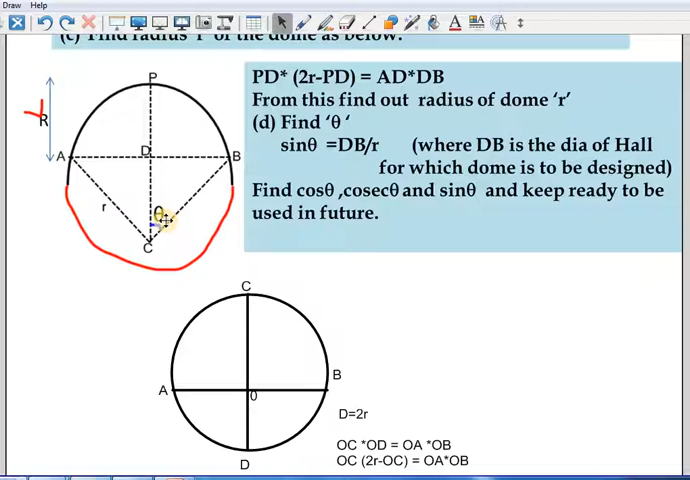 Draw Help
(c) Find radius 'r' of the dome as below.
PD* (2r-PD) = AD*DB
From this find out radius of dome 'r'
(d) Find 'θ '
sinθ =DB/r (where DB is the dia of Hall
for which dome is to be designed)
Find cosθ ,cosecθ and sinθ and keep ready to be
used in future.
P
R
A
D
B
r
θ
C
C
A
B
0
D
D=2r
OC *OD = OA *OB
OC (2r-OC) = OA*OB